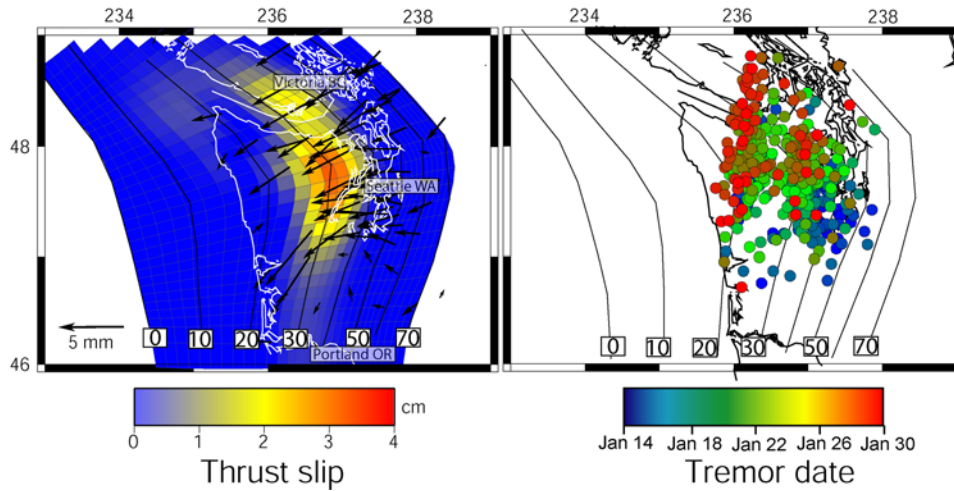 234 236 238
234 236 238
Victoria BC
48
Seattle WA
48
5 mm
0 10 20 30 50 70
0 10 20 30 50 70
Portland OR
46
46
0 1 2 3 4 cm
Jan 14 Jan 18 Jan 22 Jan 26 Jan 30
Thrust slip
Tremor date